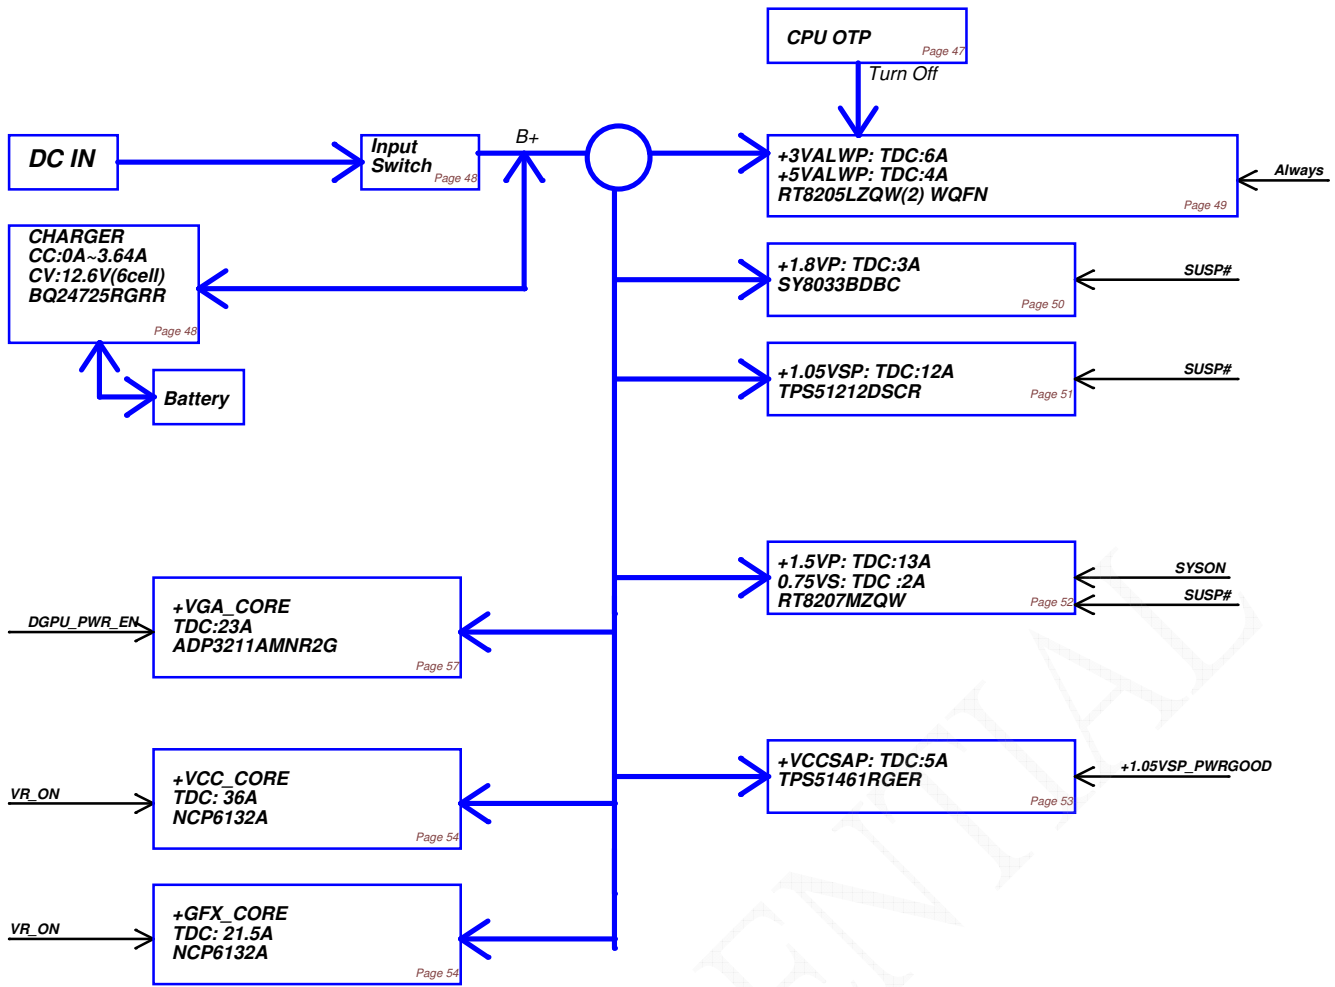 CPU OTP
Page 47
Turn Off
DC IN
Input
Switch
Page 48
B+
+3VALWP: TDC:6A
+5VALWP: TDC:4A
RT8205LZQW(2) WQFN
Page 49
Always
CHARGER
CC:0A~3.64A
CV:12.6V(6cell)
BQ24725RGRR
Page 48
Battery
+1.8VP: TDC:3A
SY8033BDBC
Page 50
SUSP#
+1.05VSP: TDC:12A
TPS51212DSCR
Page 51
SUSP#
+1.5VP: TDC:13A
0.75VS: TDC :2A
RT8207MZQW
Page 52
SYSON
SUSP#
DGPU_PWR_EN
+VGA_CORE
TDC:23A
ADP3211AMNR2G
Page 57
+VCCSAP: TDC:5A
TPS51461RGER
Page 53
+1.05VSP_PWRGOOD
VR_ON
+VCC_CORE
TDC: 36A
NCP6132A
Page 54
VR_ON
+GFX_CORE
TDC: 21.5A
NCP6132A
Page 54
ENTIAL